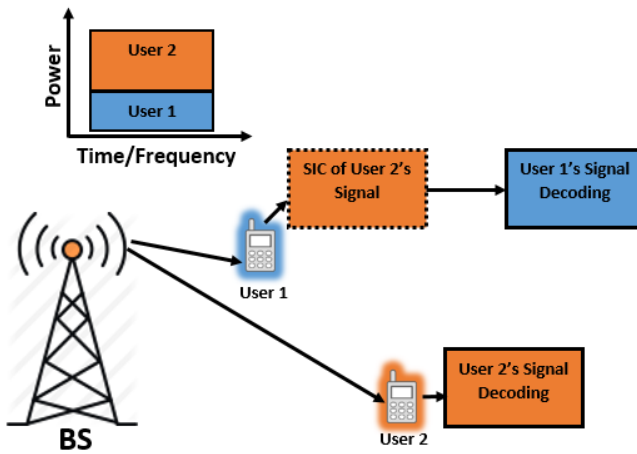 Power
User 2
User 1
Time/Frequency
SIC of User 2's
Signal
User 1's Signal
Decoding
User 1
User 2's Signal
Decoding
User 2
BS